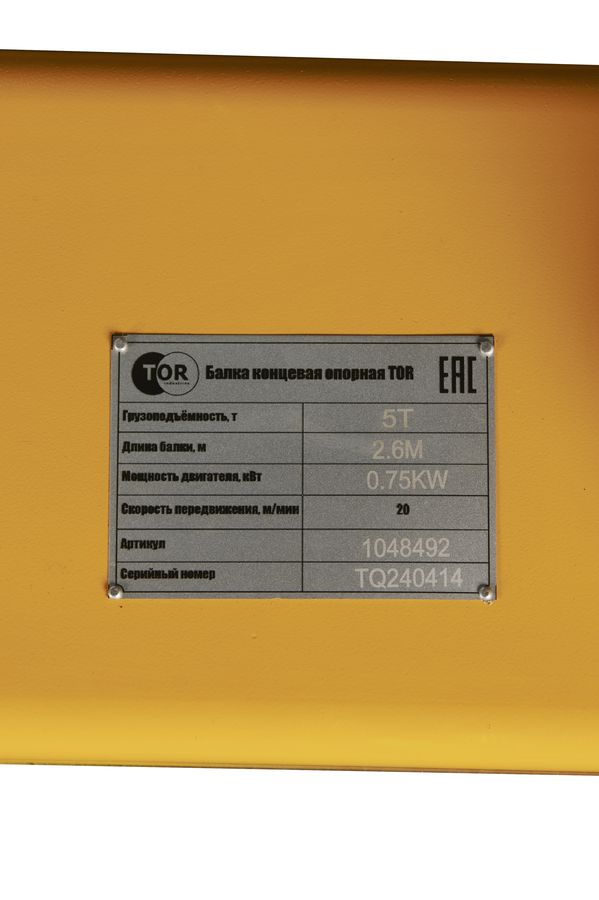 TOR
industries
Балка концевая опорная TOR
EAC
Грузоподъёмность, т 5T
Длина балки, м 2.6M
Мощность двигателя, кВт 0.75KW
Скорость передвижения, м/мин 20
Артикул 1048492
Серийный номер TQ240414